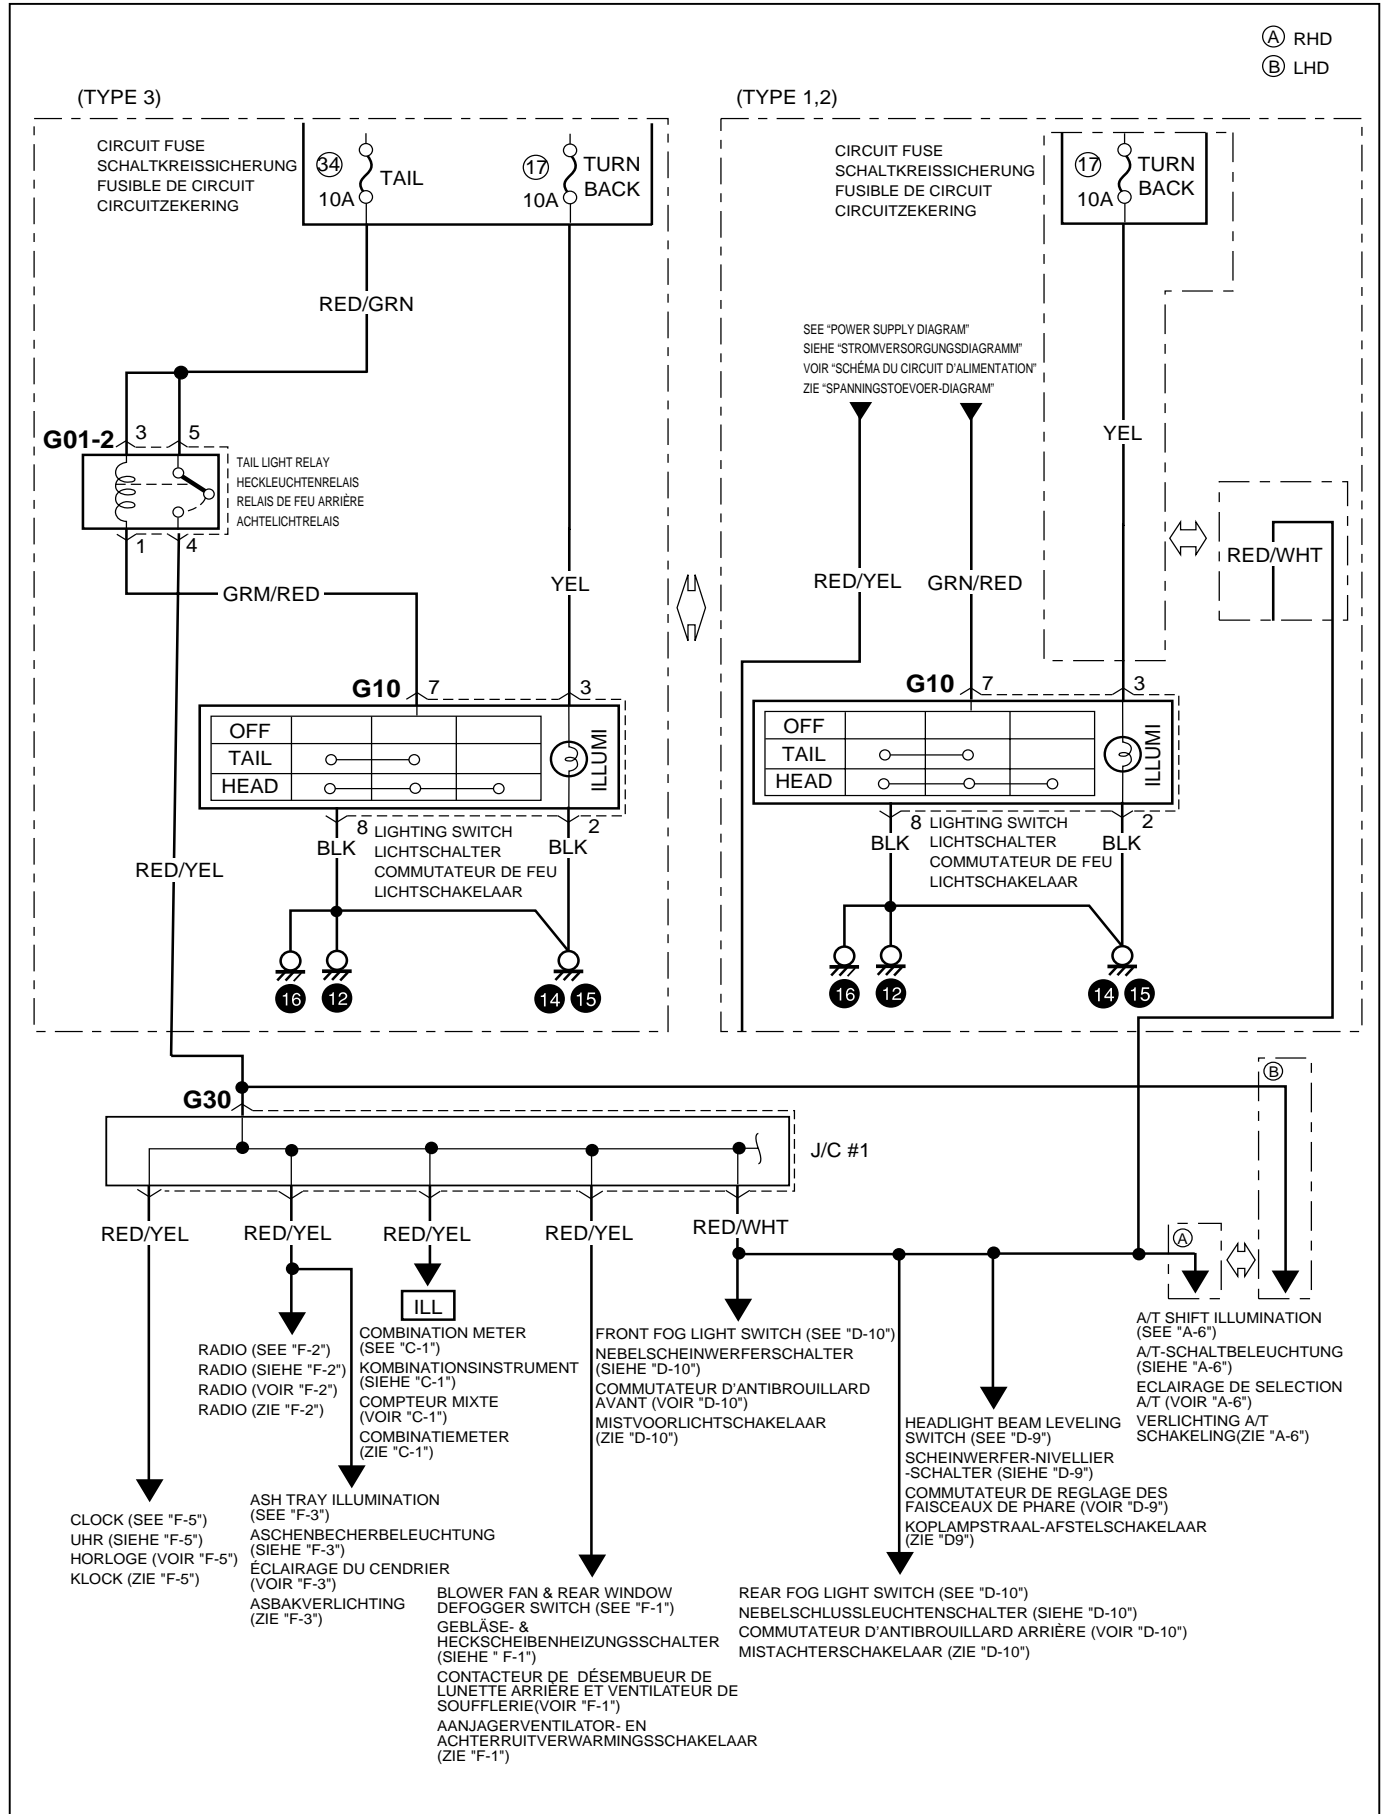 Ⓐ RHD
Ⓑ LHD
(TYPE 3)
CIRCUIT FUSE
SCHALTKREISSICHERUNG
FUSIBLE DE CIRCUIT
CIRCUITZEKERING
34
10A
TAIL
17
10A
TURN
BACK
RED/GRN
G01-2
3
5
TAIL LIGHT RELAY
HECKLEUCHTENRELAIS
RELAIS DE FEU ARRIÈRE
ACHTELICHTRELAIS
1
4
GRM/RED
YEL
G10
7
3
OFF
TAIL
HEAD
ILLUMI
8
2
LIGHTING SWITCH
LICHTSCHALTER
COMMUTATEUR DE FEU
LICHTSCHAKELAAR
BLK
BLK
RED/YEL
16
12
14
15
(TYPE 1,2)
CIRCUIT FUSE
SCHALTKREISSICHERUNG
FUSIBLE DE CIRCUIT
CIRCUITZEKERING
17
10A
TURN
BACK
SEE “POWER SUPPLY DIAGRAM”
SIEHE “STROMVERSORGUNGSDIAGRAMM”
VOIR “SCHÉMA DU CIRCUIT D’ALIMENTATION”
ZIE “SPANNINGSTOEVOER-DIAGRAM”
YEL
RED/WHT
RED/YEL
GRN/RED
G10
7
3
OFF
TAIL
HEAD
ILLUMI
8
2
LIGHTING SWITCH
LICHTSCHALTER
COMMUTATEUR DE FEU
LICHTSCHAKELAAR
BLK
BLK
16
12
14
15
G30
J/C #1
Ⓑ
Ⓐ
RED/YEL
RED/YEL
RED/YEL
RED/YEL
RED/WHT
ILL
RADIO (SEE "F-2")
RADIO (SIEHE "F-2")
RADIO (VOIR "F-2")
RADIO (ZIE "F-2")
COMBINATION METER
(SEE "C-1")
KOMBINATIONSINSTRUMENT
(SIEHE "C-1")
COMPTEUR MIXTE
(VOIR "C-1")
COMBINATIEMETER
(ZIE "C-1")
FRONT FOG LIGHT SWITCH (SEE "D-10")
NEBELSCHEINWERFERSCHALTER
(SIEHE "D-10")
COMMUTATEUR D’ANTIBROUILLARD
AVANT (VOIR "D-10")
MISTVOORLICHTSCHAKELAAR
(ZIE "D-10")
A/T SHIFT ILLUMINATION
(SEE "A-6")
A/T-SCHALTBELEUCHTUNG
(SIEHE "A-6")
ECLAIRAGE DE SELECTION
A/T (VOIR "A-6")
VERLICHTING A/T
SCHAKELING(ZIE "A-6")
HEADLIGHT BEAM LEVELING
SWITCH (SEE "D-9")
SCHEINWERFER-NIVELLIER
-SCHALTER (SIEHE "D-9")
COMMUTATEUR DE REGLAGE DES
FAISCEAUX DE PHARE (VOIR "D-9")
KOPLAMPSTRAAL-AFSTELSCHAKELAAR
(ZIE "D9")
CLOCK (SEE "F-5")
UHR (SIEHE "F-5")
HORLOGE (VOIR "F-5")
KLOCK (ZIE "F-5")
ASH TRAY ILLUMINATION
(SEE "F-3")
ASCHENBECHERBELEUCHTUNG
(SIEHE "F-3")
ÉCLAIRAGE DU CENDRIER
(VOIR "F-3")
ASBAKVERLICHTING
(ZIE "F-3")
BLOWER FAN & REAR WINDOW
DEFOGGER SWITCH (SEE "F-1")
GEBLÄSE- &
HECKSCHEIBENHEIZUNGSSCHALTER
(SIEHE " F-1")
CONTACTEUR DE DÉSEMBUEUR DE
LUNETTE ARRIÈRE ET VENTILATEUR DE
SOUFFLERIE(VOIR "F-1")
AANJAGERVENTILATOR- EN
ACHTERRUITVERWARMINGSSCHAKELAAR
(ZIE "F-1")
REAR FOG LIGHT SWITCH (SEE "D-10")
NEBELSCHLUSSLEUCHTENSCHALTER (SIEHE "D-10")
COMMUTATEUR D’ANTIBROUILLARD ARRIÈRE (VOIR "D-10")
MISTACHTERSCHAKELAAR (ZIE "D-10")